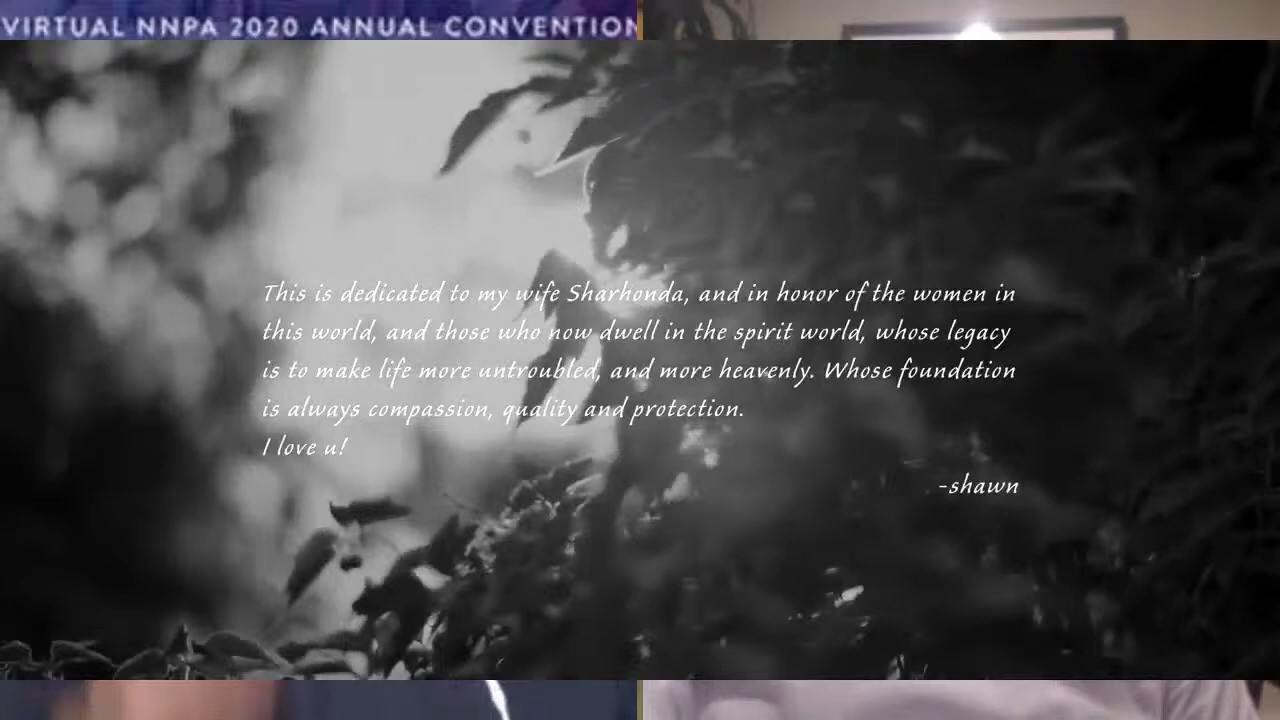 VIRTUAL NNPA 2020 ANNUAL CONVENTION
This is dedicated to my wife Sharhonda, and in honor of the women in
this world, and those who now dwell in the spirit world, whose legacy
is to make life more untroubled, and more heavenly. Whose foundation
is always compassion, quality and protection.
I love u!
-shawn